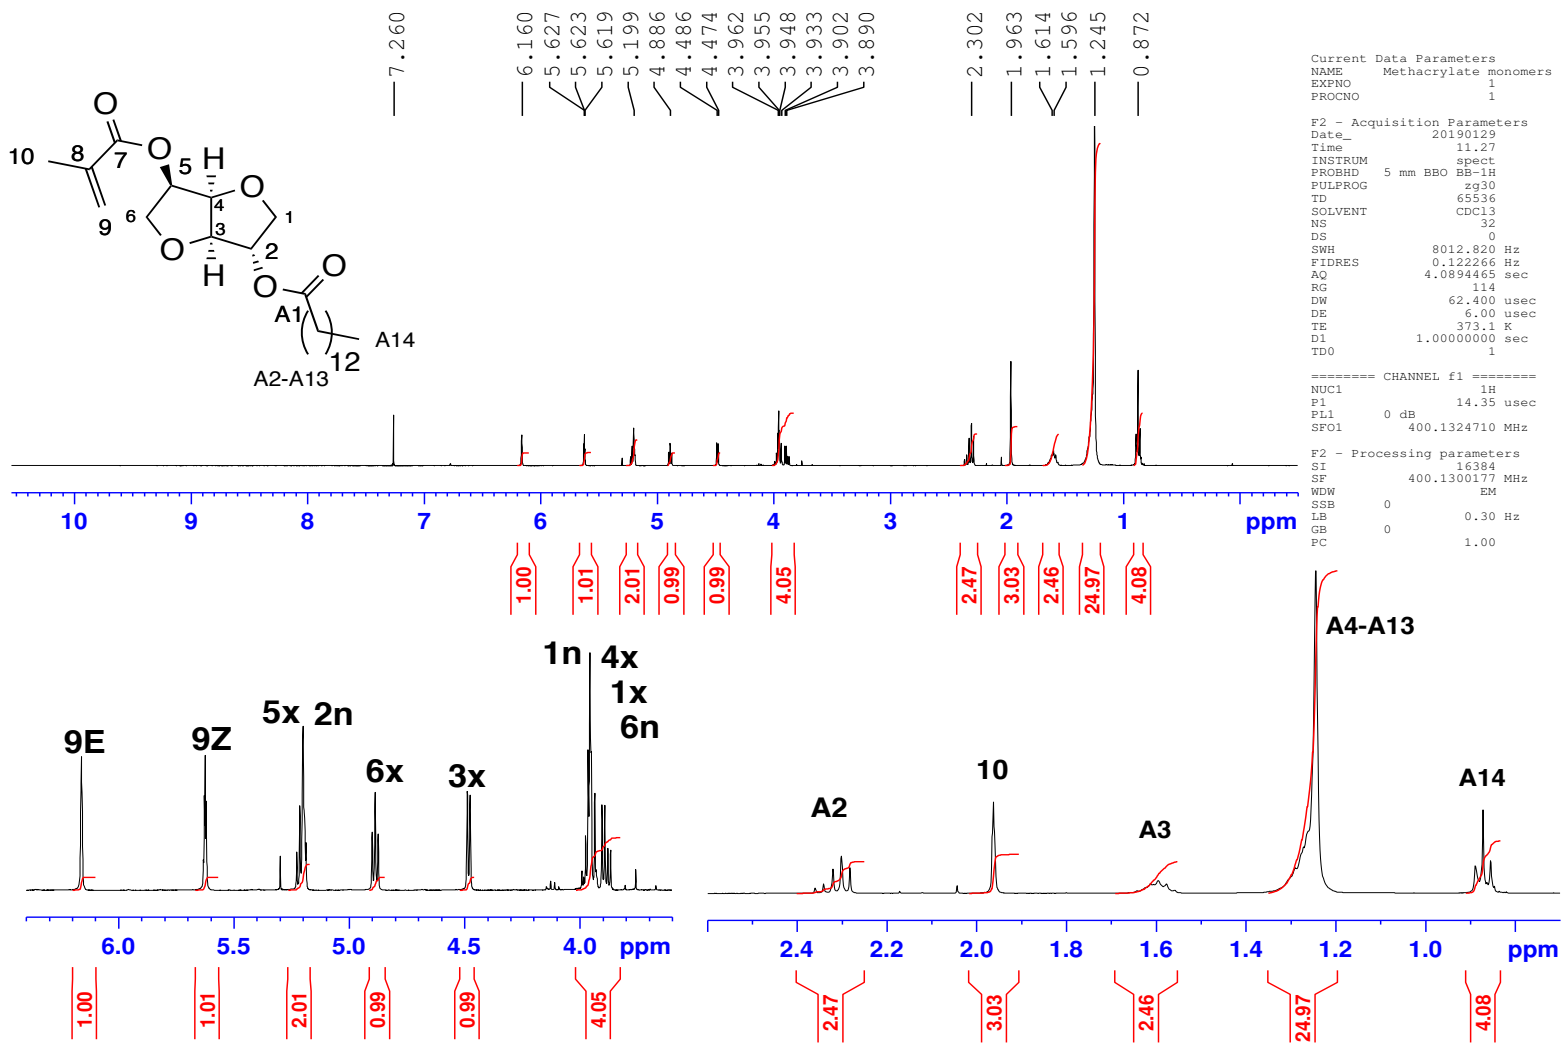 7.260
6.160
5.627
5.623
5.619
5.199
4.886
4.486
4.474
3.962
3.955
3.948
3.933
3.902
3.890
2.302
1.963
1.614
1.596
1.245
0.872
O
10
8
7
O
5
H
9
6
4
O
1
3
O
2
H
O
O
A1
12
A14
A2-A13
Current Data Parameters
NAME Methacrylate monomers
EXPNO 1
PROCNO 1
F2 - Acquisition Parameters
Date_ 20190129
Time 11.27
INSTRUM spect
PROBHD 5 mm BBO BB-1H
PULPROG zg30
TD 65536
SOLVENT CDCl3
NS 32
DS 0
SWH 8012.820 Hz
FIDRES 0.122266 Hz
AQ 4.0894465 sec
RG 114
DW 62.400 usec
DE 6.00 usec
TE 373.1 K
D1 1.00000000 sec
TD0 1
======== CHANNEL f1 ========
NUC1 1H
P1 14.35 usec
PL1 0 dB
SFO1 400.1324710 MHz
F2 - Processing parameters
SI 16384
SF 400.1300177 MHz
WDW EM
SSB 0
LB 0.30 Hz
GB 0
PC 1.00
10 9 8 7 6 5 4 3 2 1 ppm
1.00
1.01
2.01
0.99
0.99
4.05
2.47
3.03
2.46
24.97
4.08
9E
9Z
5x 2n
6x
3x
1n 4x
1x
6n
6.0 5.5 5.0 4.5 4.0 ppm
1.00
1.01
2.01
0.99
0.99
4.05
A2
10
A3
A4-A13
A14
2.4 2.2 2.0 1.8 1.6 1.4 1.2 1.0 ppm
2.47
3.03
2.46
24.97
4.08